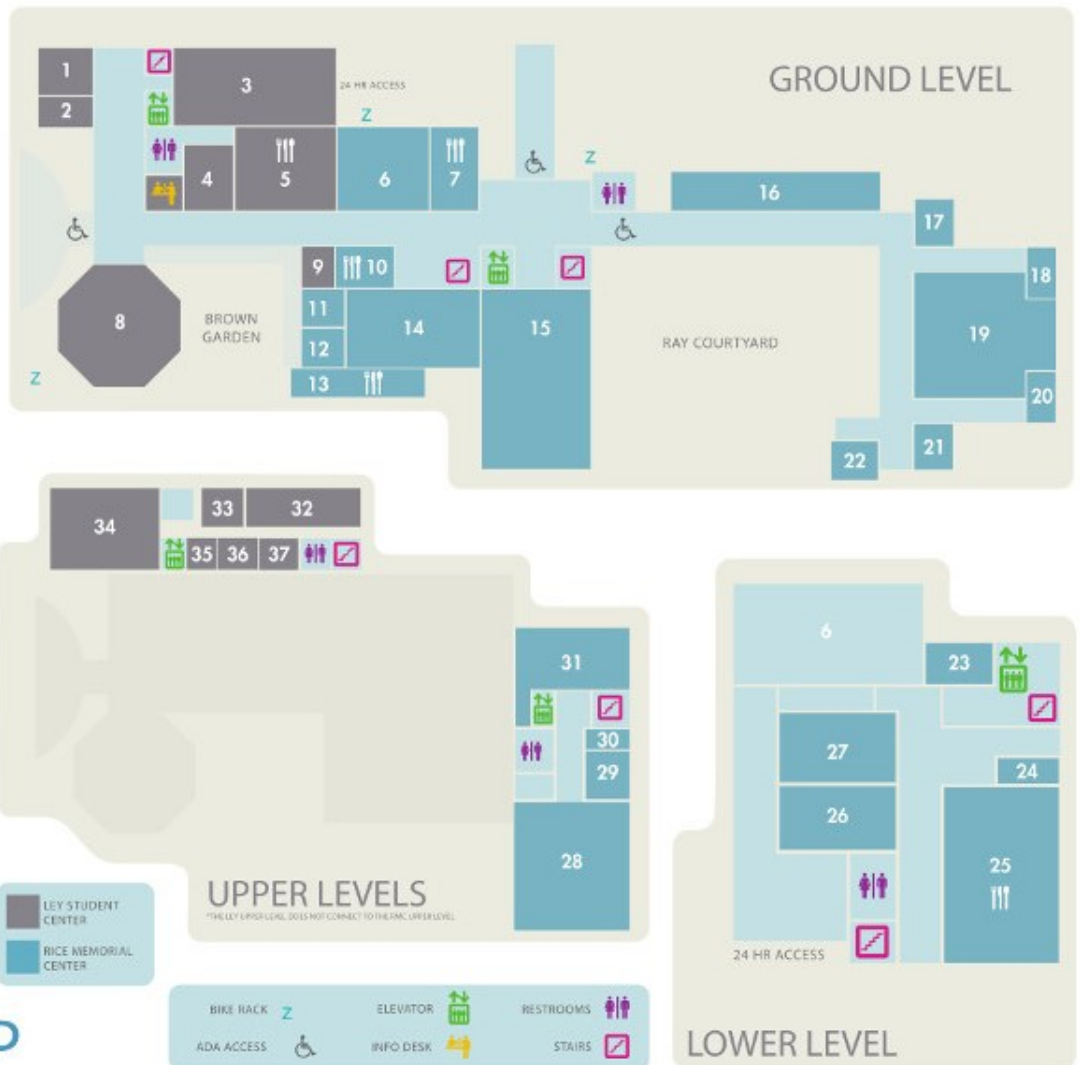 GROUND LEVEL
1
2
3
24 HR ACCESS
Z
4
5
6
7
Z
16
17
8
BROWN
GARDEN
9
10
11
12
13
14
15
RAY COURTYARD
18
19
20
21
22
Z
34
33
32
35
36
37
31
30
29
28
UPPER LEVELS
*THE LEY UPPER LEVEL DOES NOT CONNECT TO THE RMC UPPER LEVEL
6
23
24
27
26
25
24 HR ACCESS
LOWER LEVEL
LEY STUDENT
CENTER
RICE MEMORIAL
CENTER
BIKE RACK Z
ELEVATOR
RESTROOMS
ADA ACCESS
INFO DESK
STAIRS